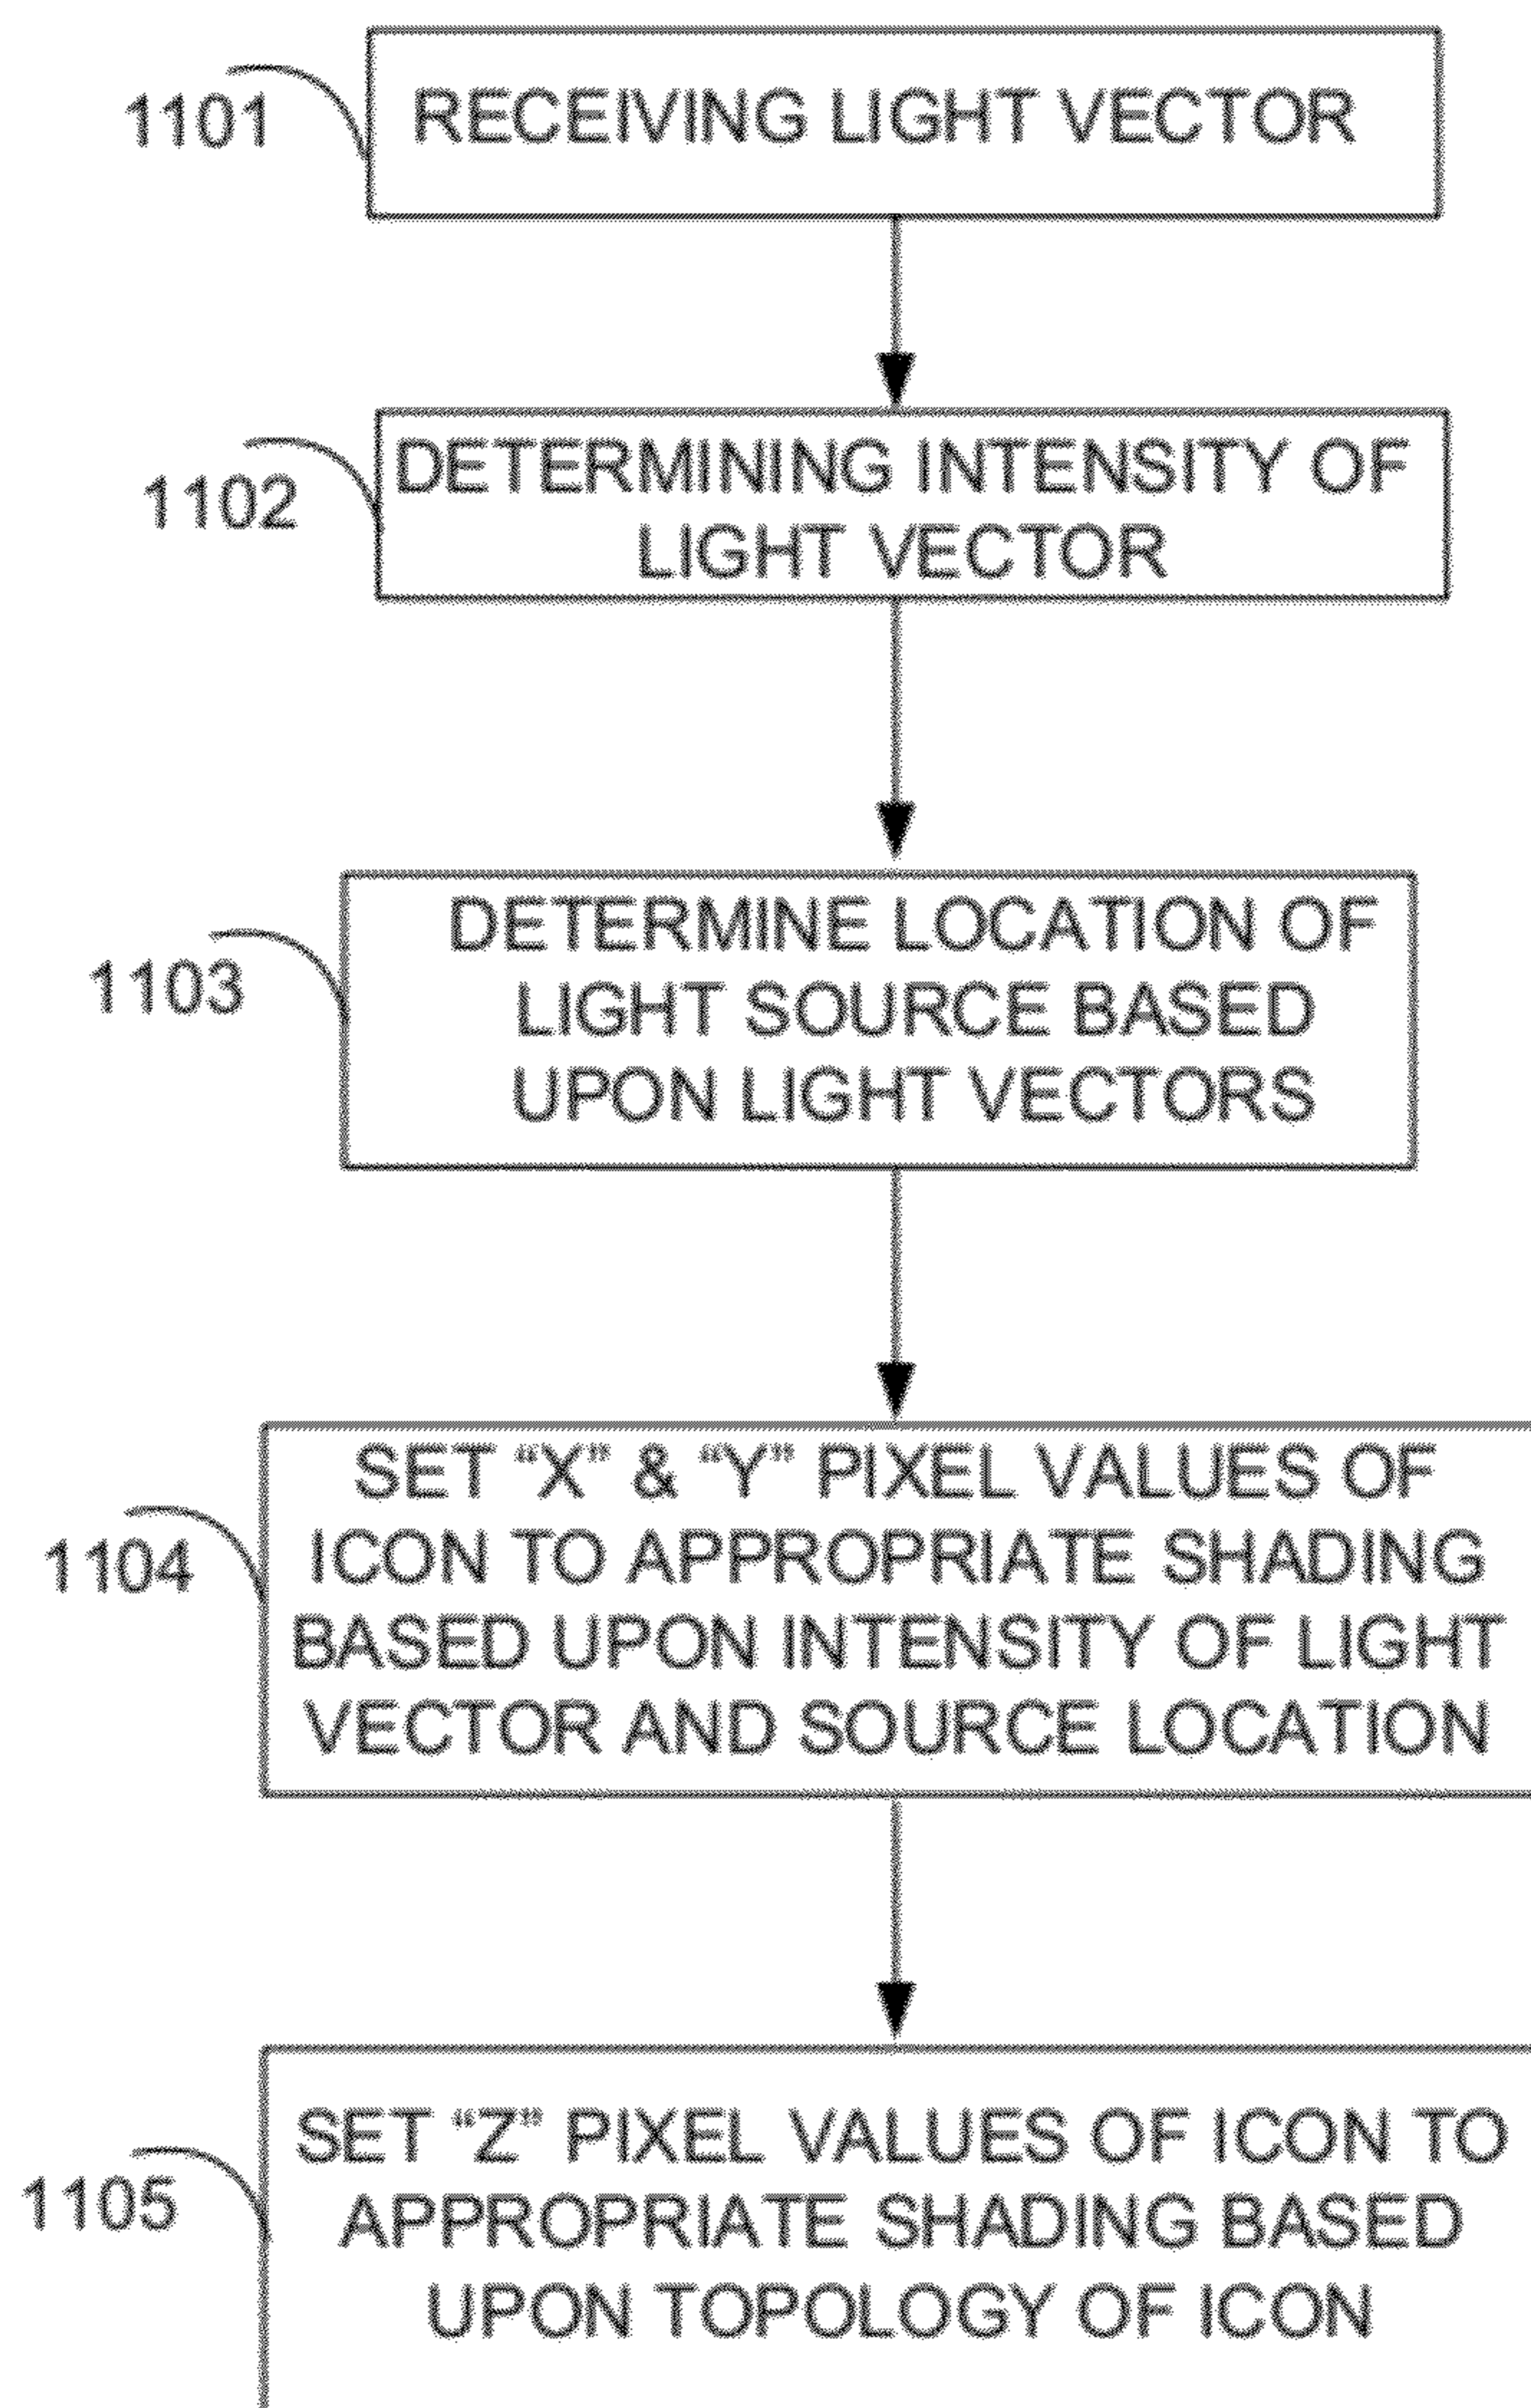 1101
RECEIVING LIGHT VECTOR
1102
DETERMINING INTENSITY OF
LIGHT VECTOR
1103
DETERMINE LOCATION OF
LIGHT SOURCE BASED
UPON LIGHT VECTORS
1104
SET “X” & “Y” PIXEL VALUES OF
ICON TO APPROPRIATE SHADING
BASED UPON INTENSITY OF LIGHT
VECTOR AND SOURCE LOCATION
1105
SET “Z” PIXEL VALUES OF ICON TO
APPROPRIATE SHADING BASED
UPON TOPOLOGY OF ICON